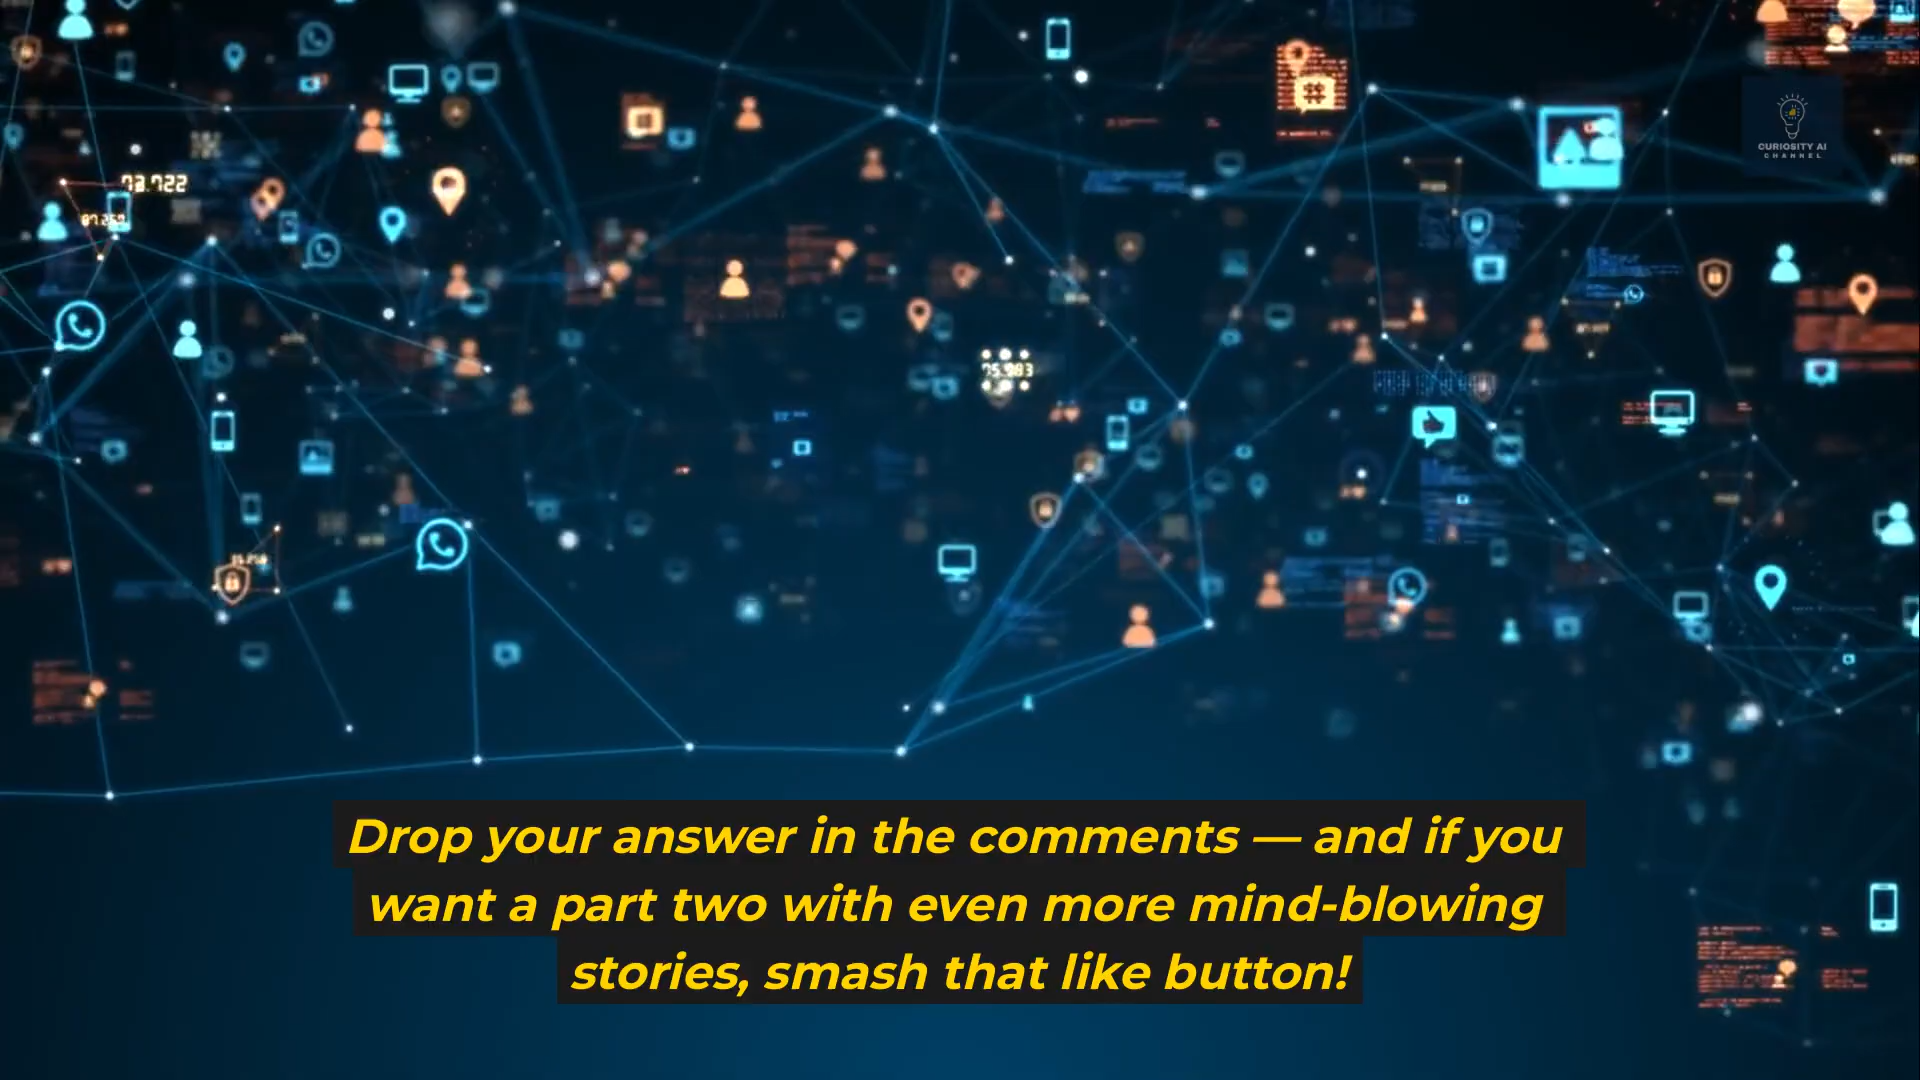 CURIOSITY AI
CHANNEL
Drop your answer in the comments — and if you
want a part two with even more mind-blowing
stories, smash that like button!